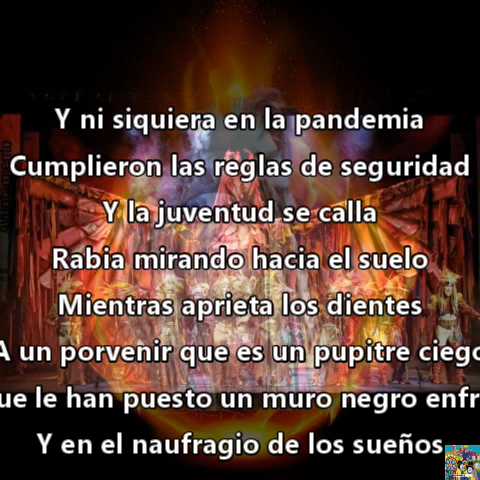 Y ni siquiera en la pandemia
Cumplieron las reglas de seguridad
Y la juventud se calla
Rabia mirando hacia el suelo
Mientras aprieta los dientes
A un porvenir que es un pupitre ciego
ue le han puesto un muro negro enfr
Y en el naufragio de los sueños